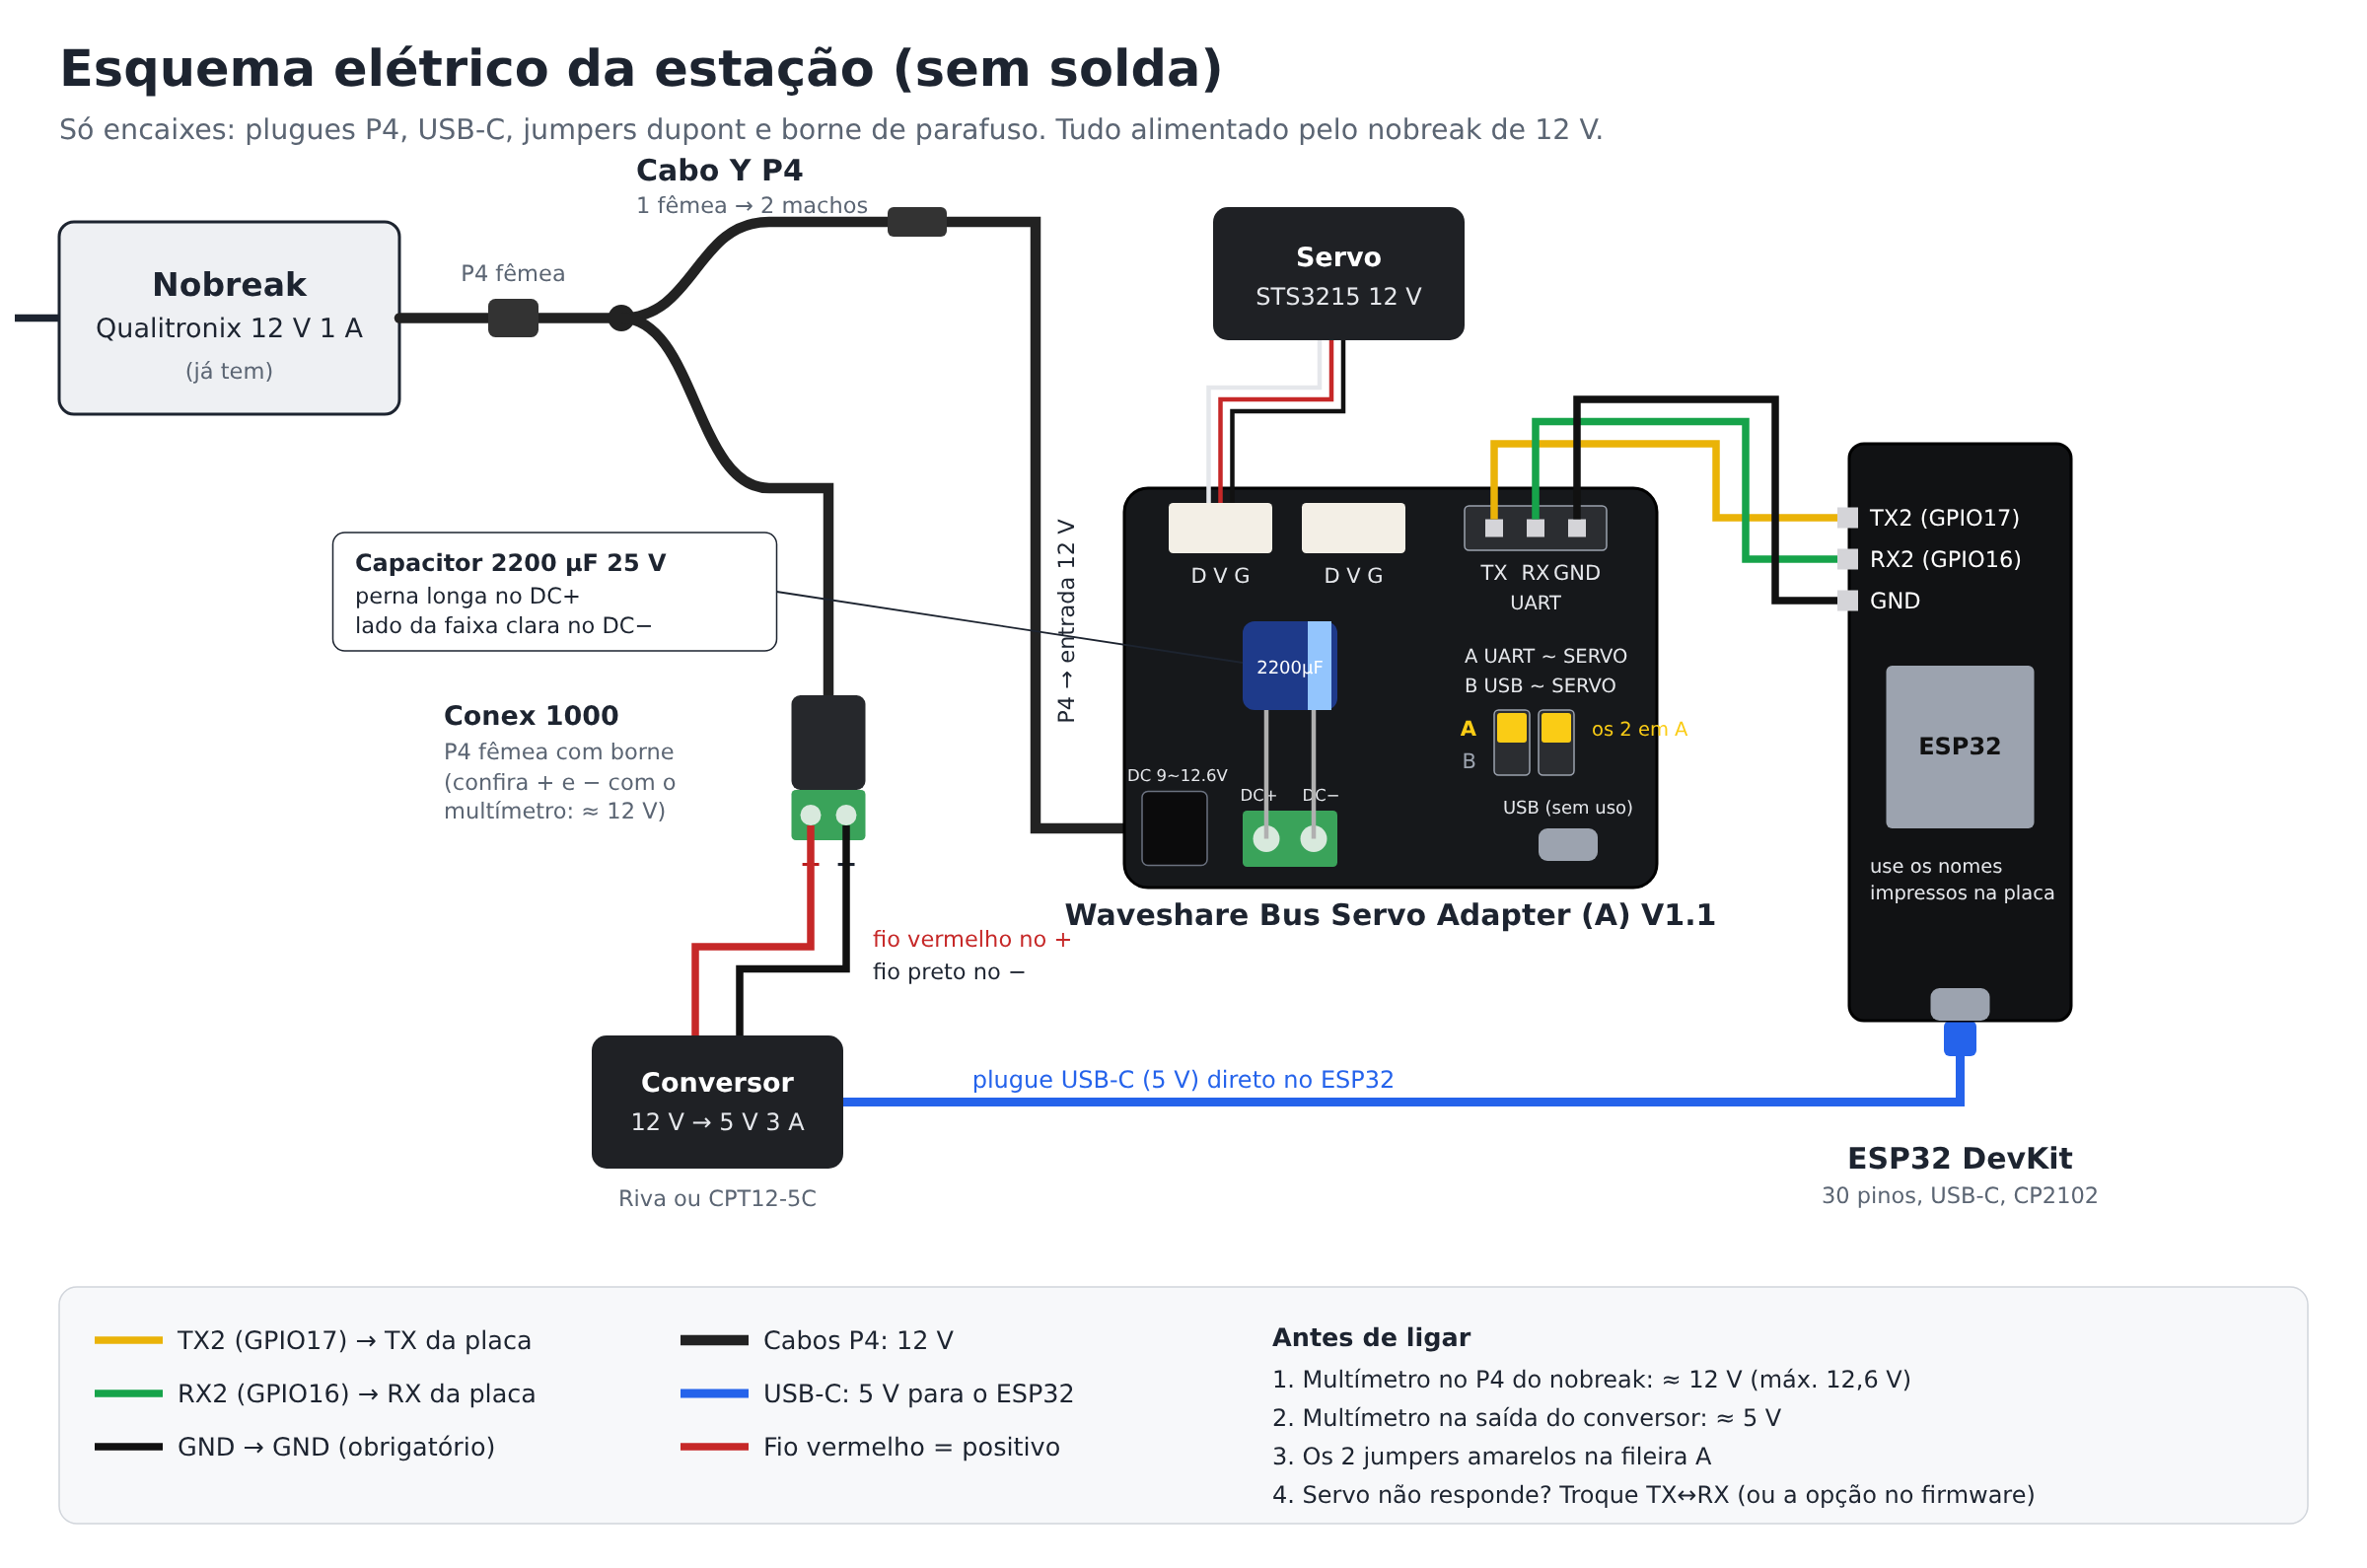 Esquema elétrico da estação (sem solda)
Só encaixes: plugues P4, USB-C, jumpers dupont e borne de parafuso. Tudo alimentado pelo nobreak de 12 V.
Cabo Y P4
1 fêmea → 2 machos
Nobreak
Qualitronix 12 V 1 A
(já tem)
P4 fêmea
Servo
STS3215 12 V
Capacitor 2200 µF 25 V
perna longa no DC+
lado da faixa clara no DC−
P4 → entrada 12 V
D V G
D V G
TX RX GND
UART
2200µF
A UART ~ SERVO
B USB ~ SERVO
A
os 2 em A
B
DC 9~12.6V
DC+
DC−
USB (sem uso)
Waveshare Bus Servo Adapter (A) V1.1
TX2 (GPIO17)
RX2 (GPIO16)
GND
ESP32
use os nomes
impressos na placa
Conex 1000
P4 fêmea com borne
(confira + e − com o
multímetro: ≈ 12 V)
+ −
fio vermelho no +
fio preto no −
Conversor
12 V → 5 V 3 A
Riva ou CPT12-5C
plugue USB-C (5 V) direto no ESP32
ESP32 DevKit
30 pinos, USB-C, CP2102
TX2 (GPIO17) → TX da placa
RX2 (GPIO16) → RX da placa
GND → GND (obrigatório)
Cabos P4: 12 V
USB-C: 5 V para o ESP32
Fio vermelho = positivo
Antes de ligar
1. Multímetro no P4 do nobreak: ≈ 12 V (máx. 12,6 V)
2. Multímetro na saída do conversor: ≈ 5 V
3. Os 2 jumpers amarelos na fileira A
4. Servo não responde? Troque TX↔RX (ou a opção no firmware)